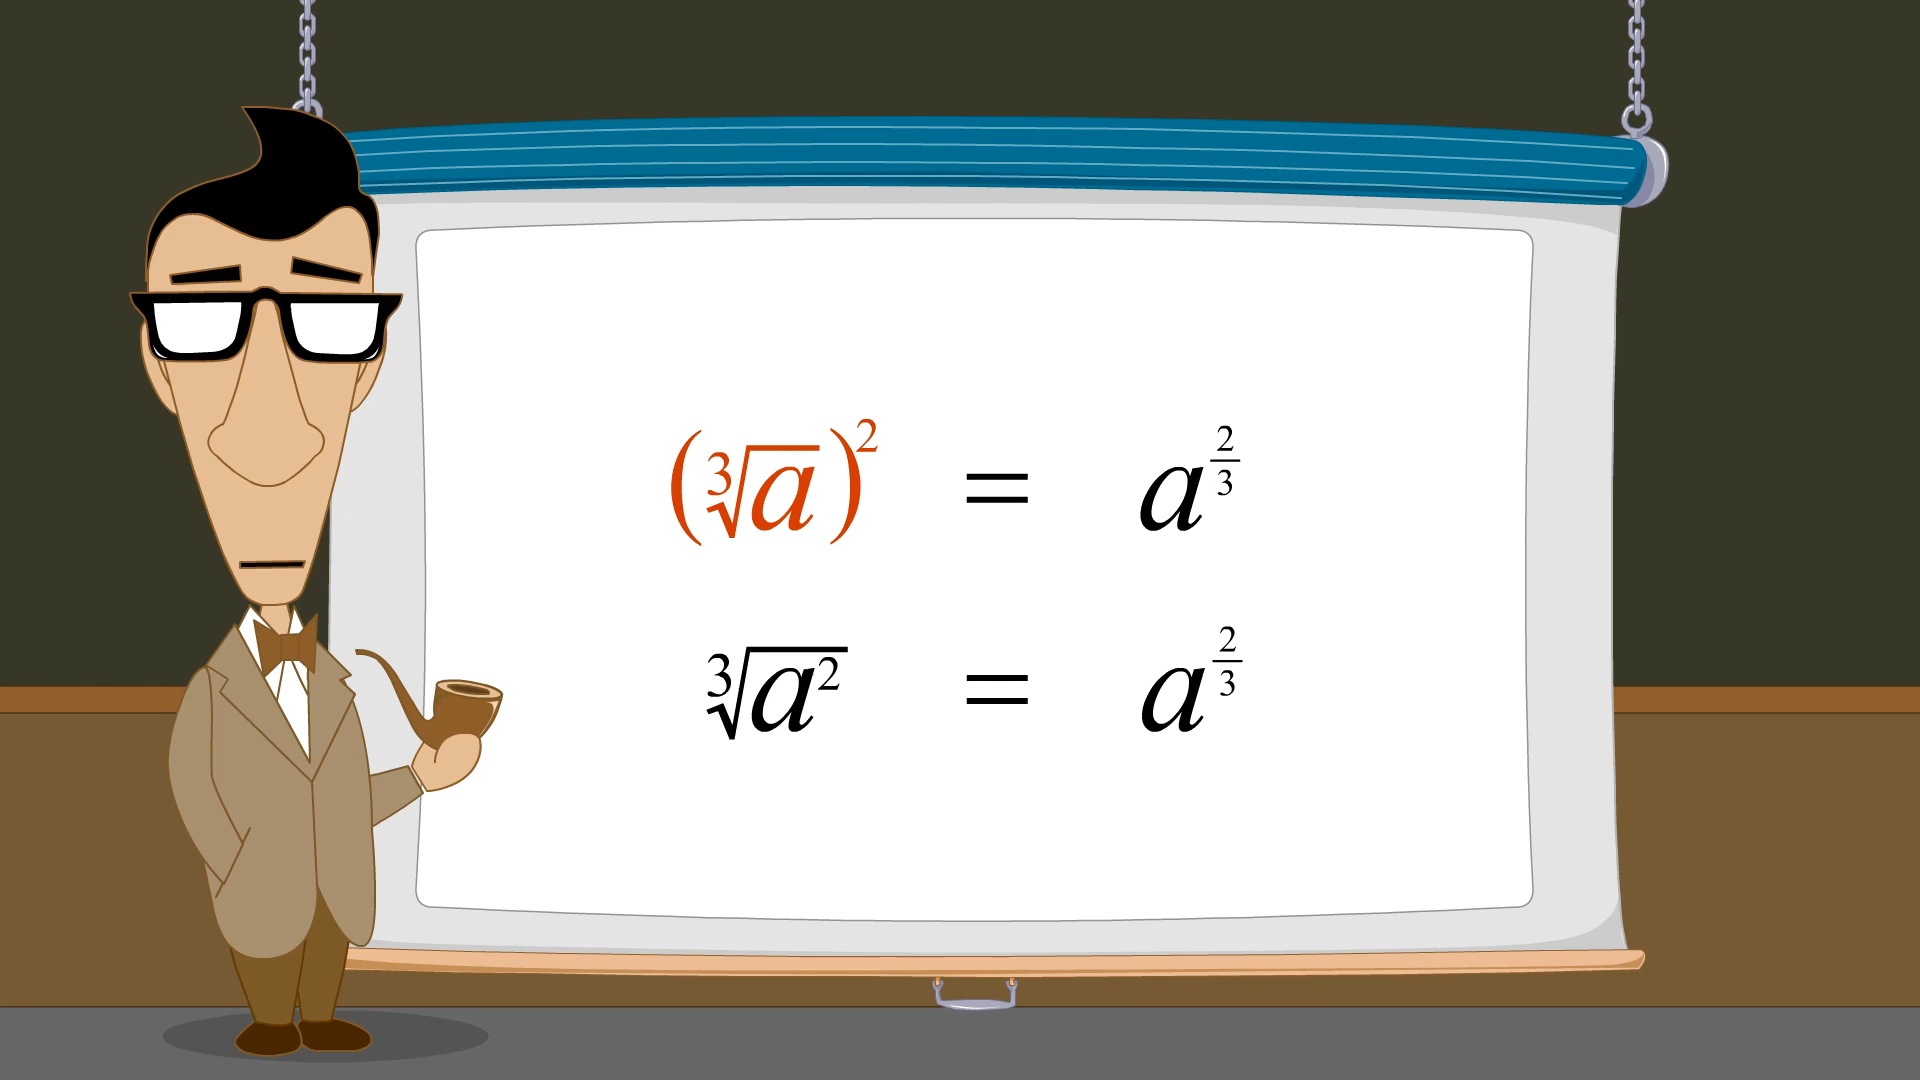 (∛a)² = a^(2/3)
∛a² = a^(2/3)